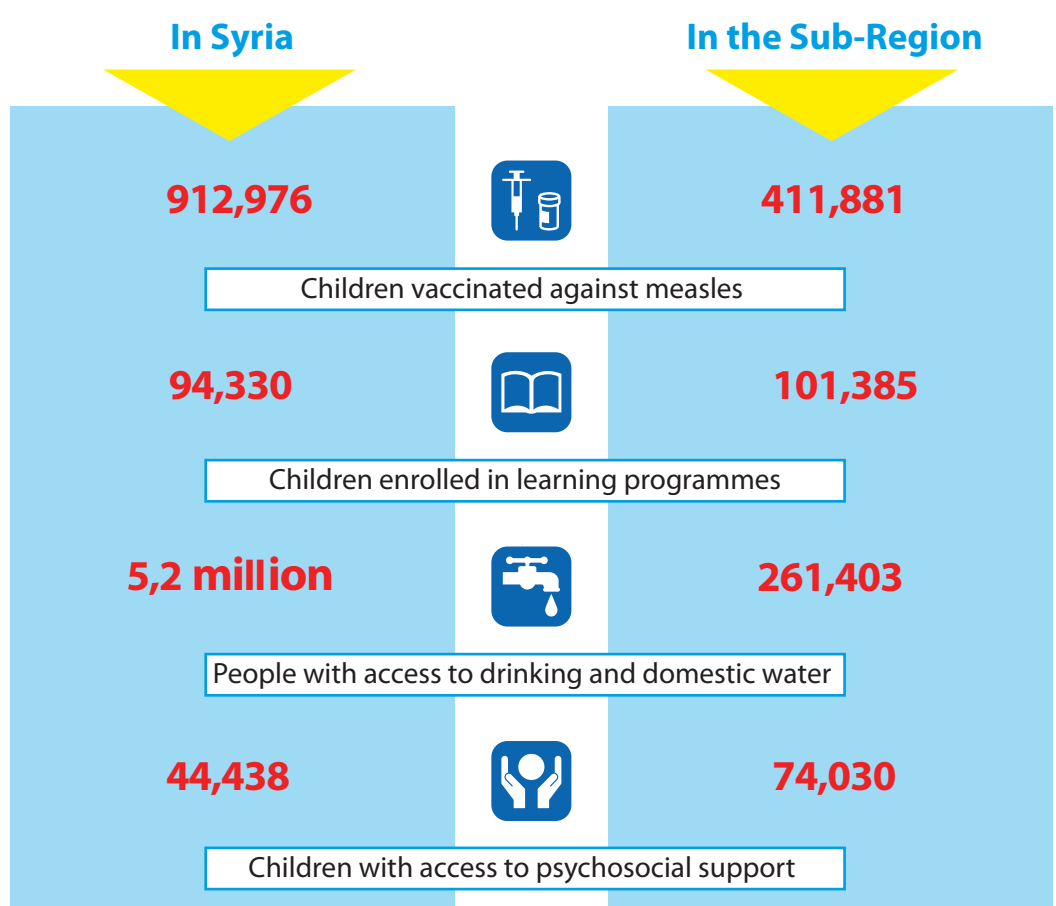 In Syria
In the Sub-Region
912,976
411,881
Children vaccinated against measles
94,330
101,385
Children enrolled in learning programmes
5,2 million
261,403
People with access to drinking and domestic water
44,438
74,030
Children with access to psychosocial support